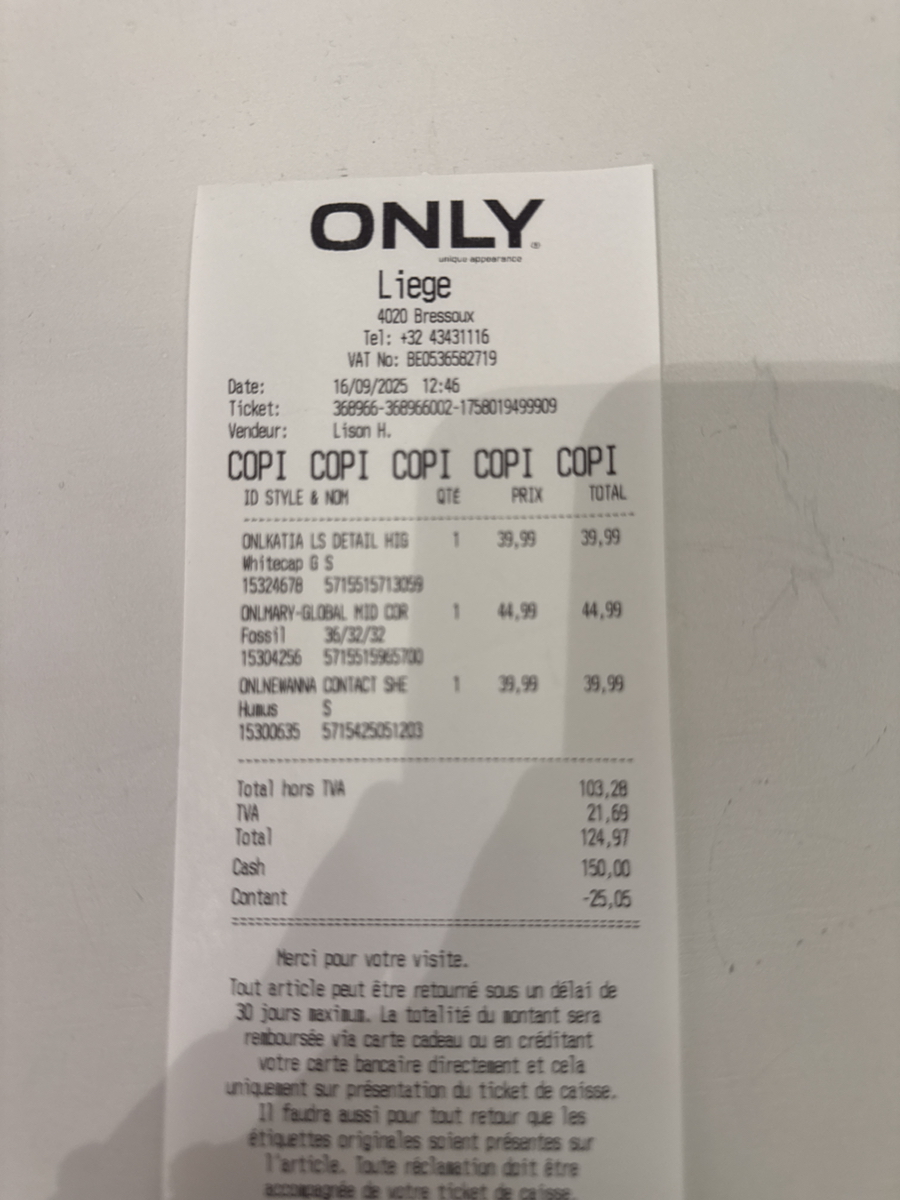 ONLY
unique appearance
Liege
4020 Bressoux
Tel: +32 43431116
VAT No: BE0536582719
Date: 16/09/2025 12:46
Ticket: 368966-368966002-1758019499909
Vendeur: Lison H.
COPI COPI COPI COPI COPI
ID STYLE & NOM QTÉ PRIX TOTAL
ONLKATIA LS DETAIL HIG 1 39,99 39,99
Whitecap G S
15324678 5715515713059
ONLMARY-GLOBAL MID COR 1 44,99 44,99
Fossil 36/32/32
15304256 5715515965700
ONLNEWANNA CONTACT SHE 1 39,99 39,99
Humus S
15300635 5715425051203
Total hors TVA 103,28
TVA 21,69
Total 124,97
Cash 150,00
Contant -25,05
Merci pour votre visite.
Tout article peut être retourné sous un délai de
30 jours maximum. La totalité du montant sera
remboursée via carte cadeau ou en créditant
votre carte bancaire directement et cela
uniquement sur présentation du ticket de caisse.
Il faudra aussi pour tout retour que les
étiquettes originales soient présentes sur
l'article. Toute réclamation doit être
accompagnée de votre ticket de caisse.